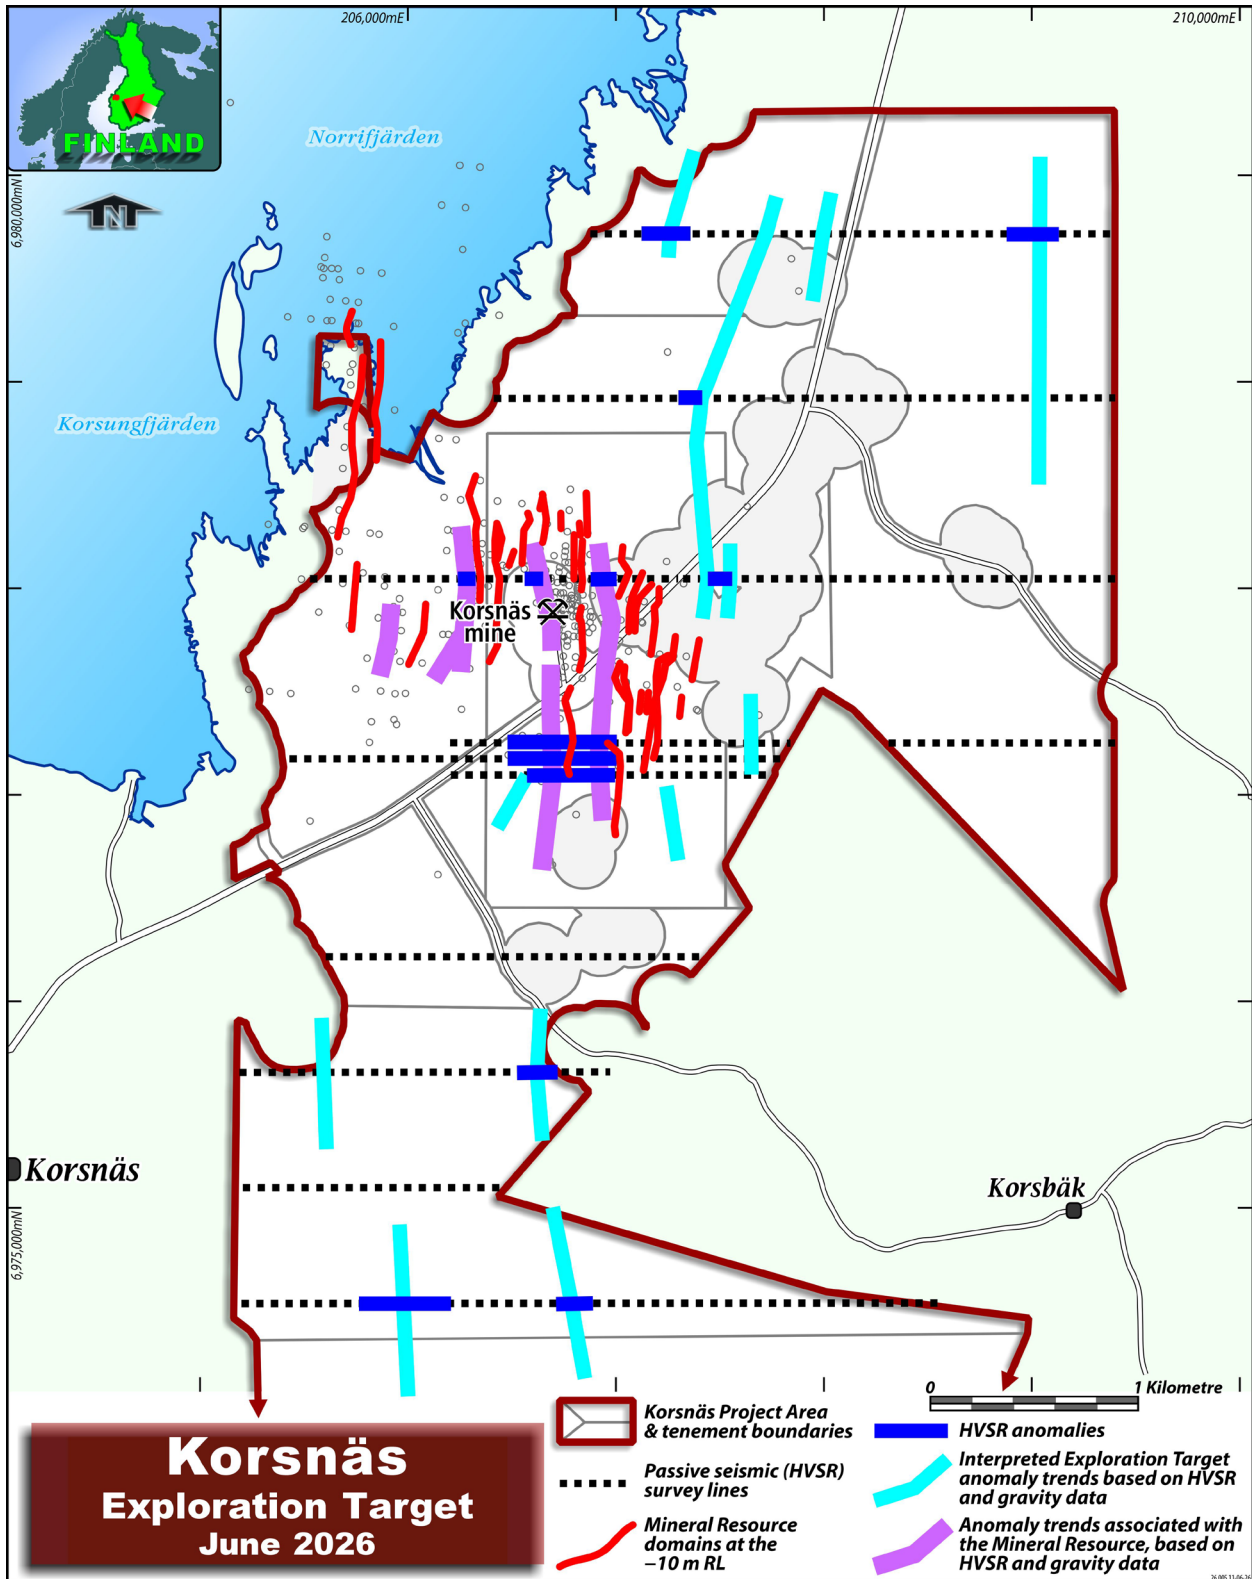 206,000mE
210,000mE
FINLAND
Norrifjärden
6,980,000mN
N
Korsungfjärden
Korsnäs
mine
Korsnäs
Korsbäk
6,975,000mN
0
1 Kilometre
Korsnäs
Exploration Target
June 2026
Korsnäs Project Area
& tenement boundaries
Passive seismic (HVSR)
survey lines
Mineral Resource
domains at the
–10 m RL
HVSR anomalies
Interpreted Exploration Target
anomaly trends based on HVSR
and gravity data
Anomaly trends associated with
the Mineral Resource, based on
HVSR and gravity data